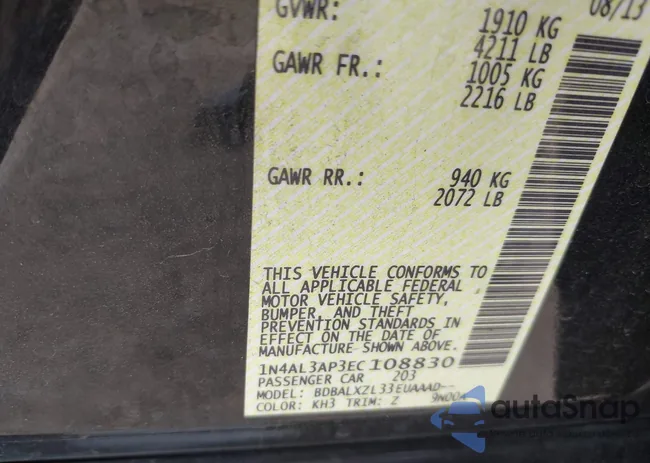 GVWR: 1910 KG 08/13
4211 LB
GAWR FR.: 1005 KG
2216 LB
GAWR RR.: 940 KG
2072 LB
THIS VEHICLE CONFORMS TO
ALL APPLICABLE FEDERAL
MOTOR VEHICLE SAFETY,
BUMPER, AND THEFT
PREVENTION STANDARDS IN
EFFECT ON THE DATE OF
MANUFACTURE SHOWN ABOVE.
1N4AL3AP3EC108830
PASSENGER CAR 203
MODEL: BDBALXZL33EUAAAD--
COLOR: KH3 TRIM: Z 9N00A
autoSnap